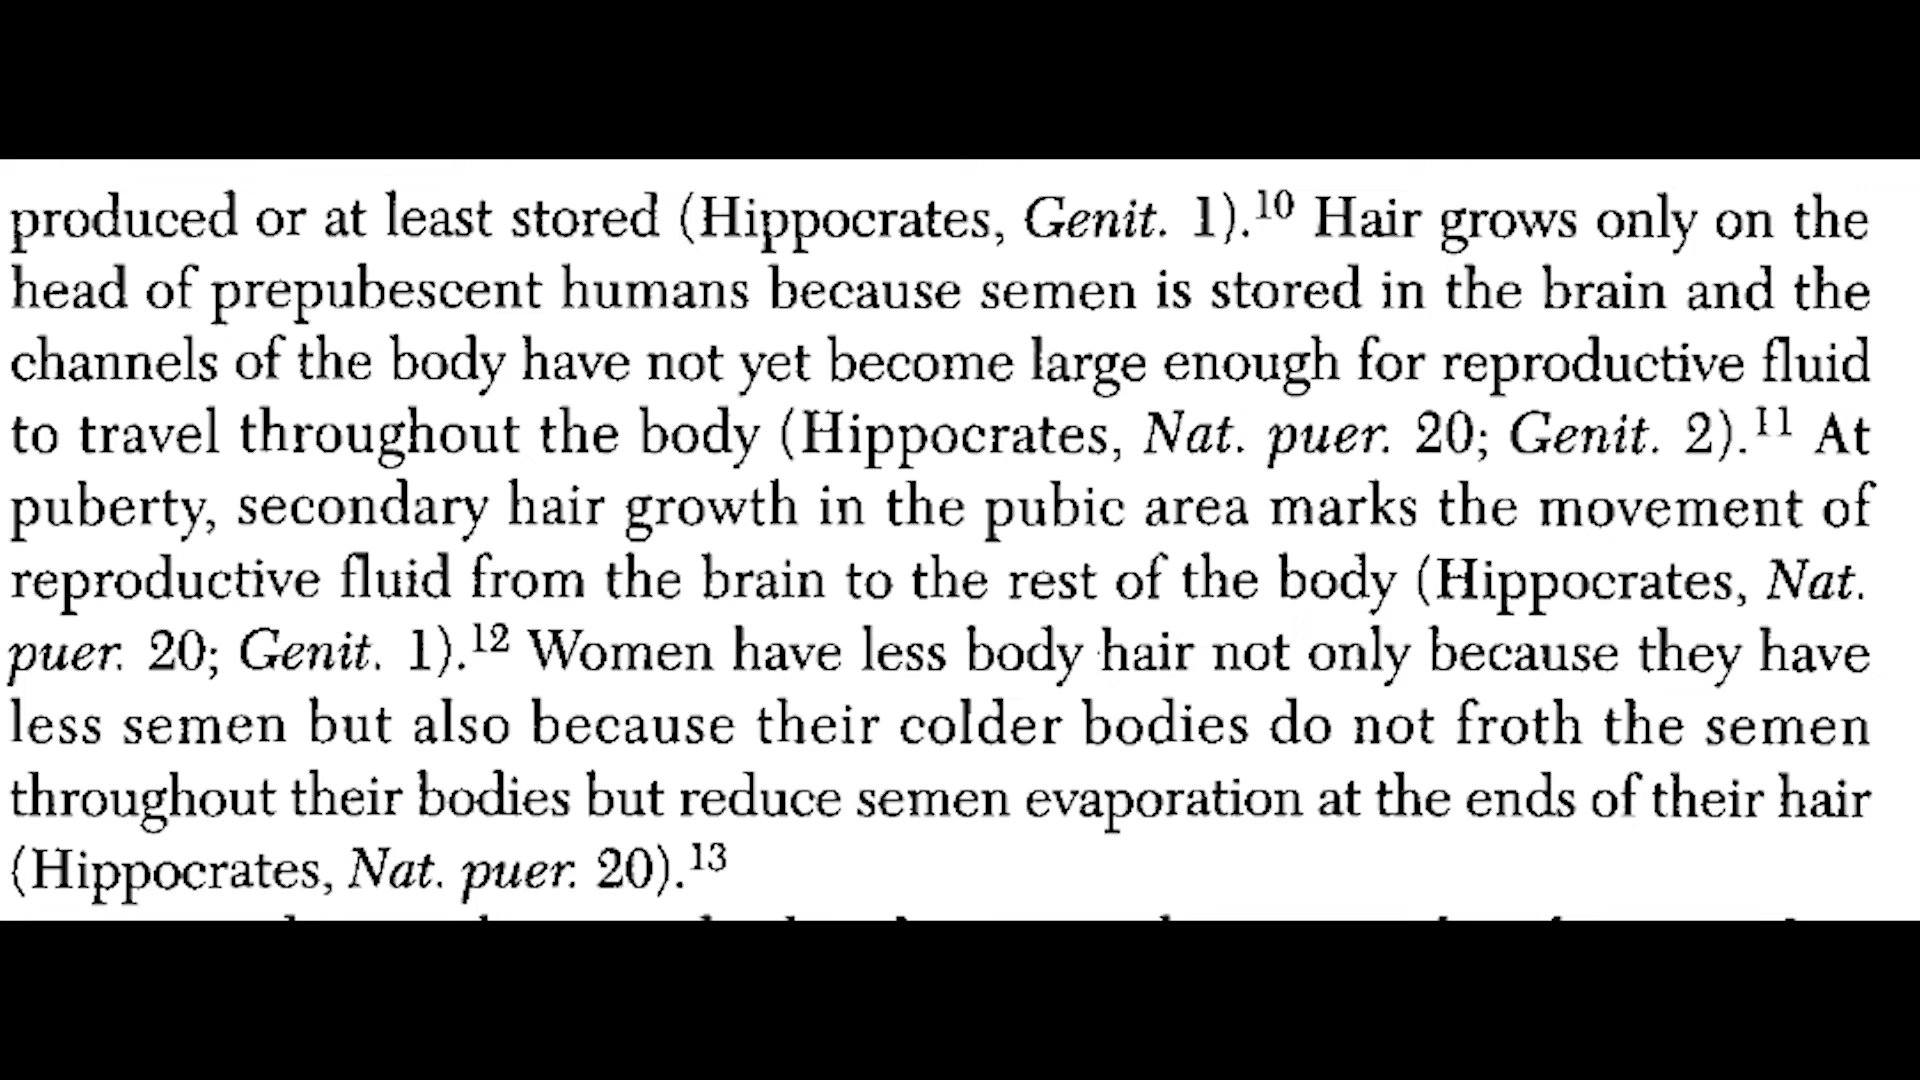 produced or at least stored (Hippocrates, Genit. 1).10 Hair grows only on the
head of prepubescent humans because semen is stored in the brain and the
channels of the body have not yet become large enough for reproductive fluid
to travel throughout the body (Hippocrates, Nat. puer. 20; Genit. 2).11 At
puberty, secondary hair growth in the pubic area marks the movement of
reproductive fluid from the brain to the rest of the body (Hippocrates, Nat.
puer. 20; Genit. 1).12 Women have less body hair not only because they have
less semen but also because their colder bodies do not froth the semen
throughout their bodies but reduce semen evaporation at the ends of their hair
(Hippocrates, Nat. puer. 20).13